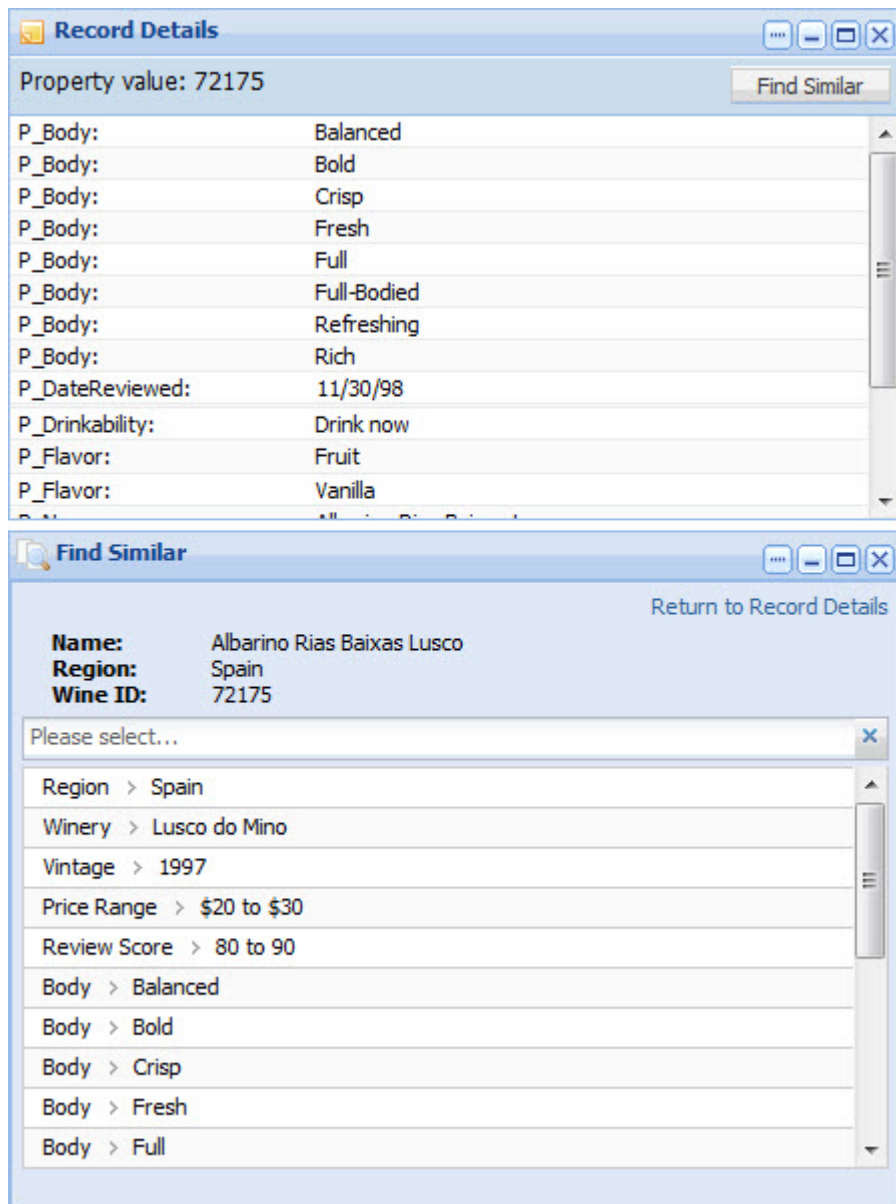 Record Details
Property value: 72175 Find Similar
P_Body: Balanced
P_Body: Bold
P_Body: Crisp
P_Body: Fresh
P_Body: Full
P_Body: Full-Bodied
P_Body: Refreshing
P_Body: Rich
P_DateReviewed: 11/30/98
P_Drinkability: Drink now
P_Flavor: Fruit
P_Flavor: Vanilla
Find Similar
Return to Record Details
Name: Albarino Rias Baixas Lusco
Region: Spain
Wine ID: 72175
Please select...
Region > Spain
Winery > Lusco do Mino
Vintage > 1997
Price Range > $20 to $30
Review Score > 80 to 90
Body > Balanced
Body > Bold
Body > Crisp
Body > Fresh
Body > Full